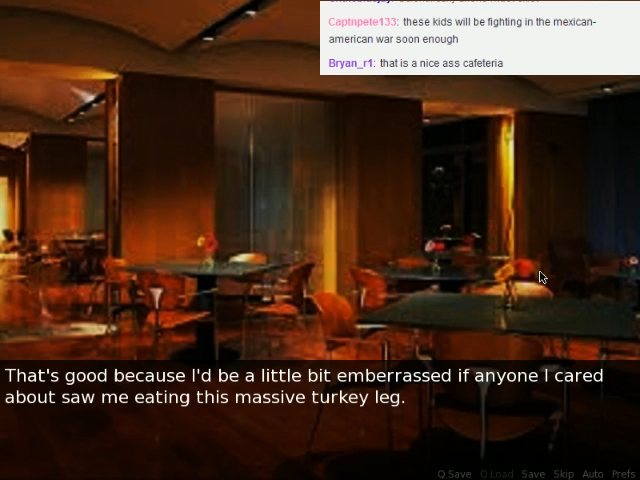 Captnpete133: these kids will be fighting in the mexican-
american war soon enough
Bryan_r1: that is a nice ass cafeteria
That's good because I'd be a little bit emberrassed if anyone I cared
about saw me eating this massive turkey leg.
Q Save Q Load Save Skip Auto Prefs